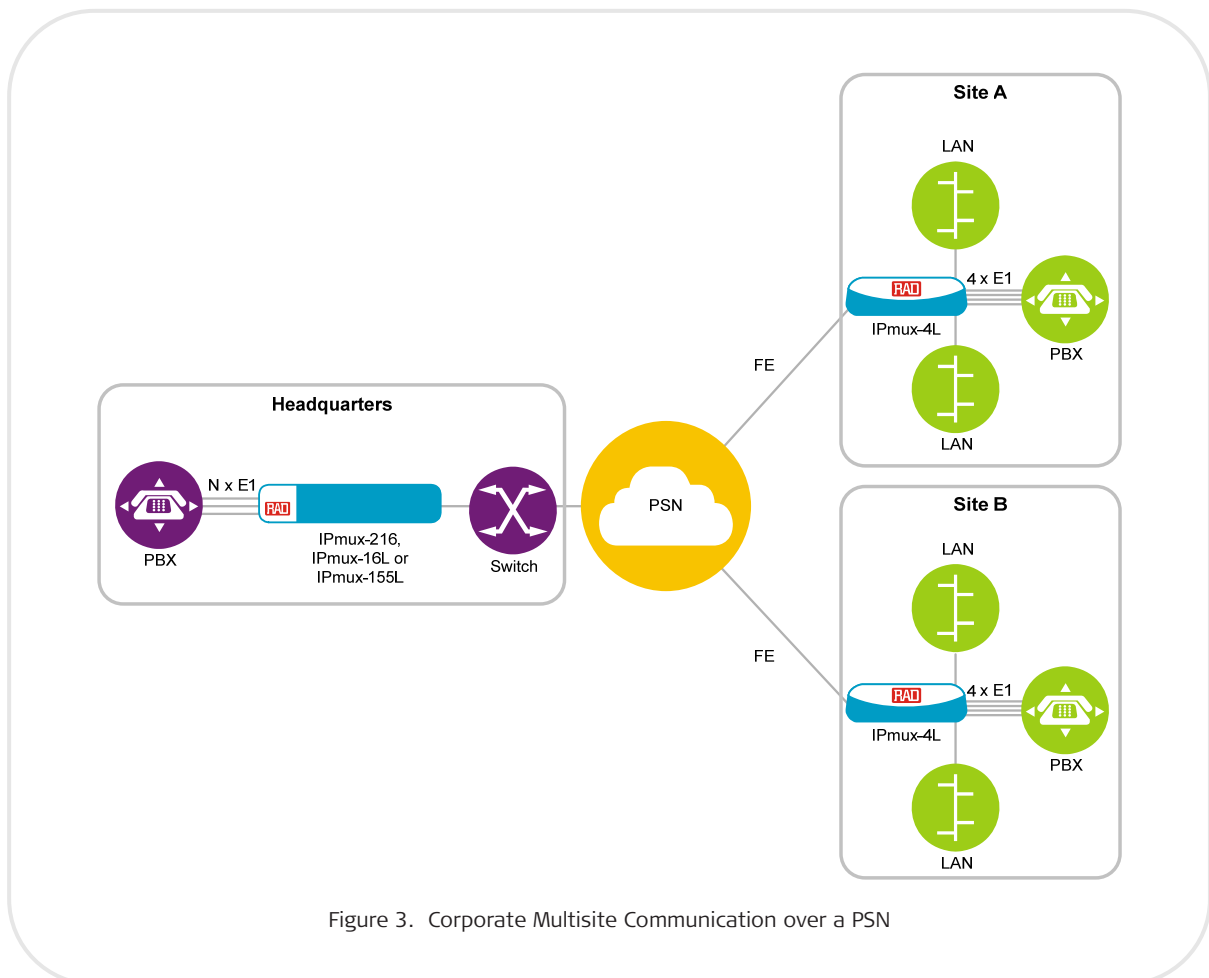 Site A
LAN
RAD
4 x E1
IPmux-4L
PBX
LAN
FE
Headquarters
N x E1
RAD
PBX
IPmux-216,
IPmux-16L or
IPmux-155L
Switch
PSN
Site B
LAN
FE
RAD
4 x E1
IPmux-4L
PBX
LAN
Figure 3. Corporate Multisite Communication over a PSN